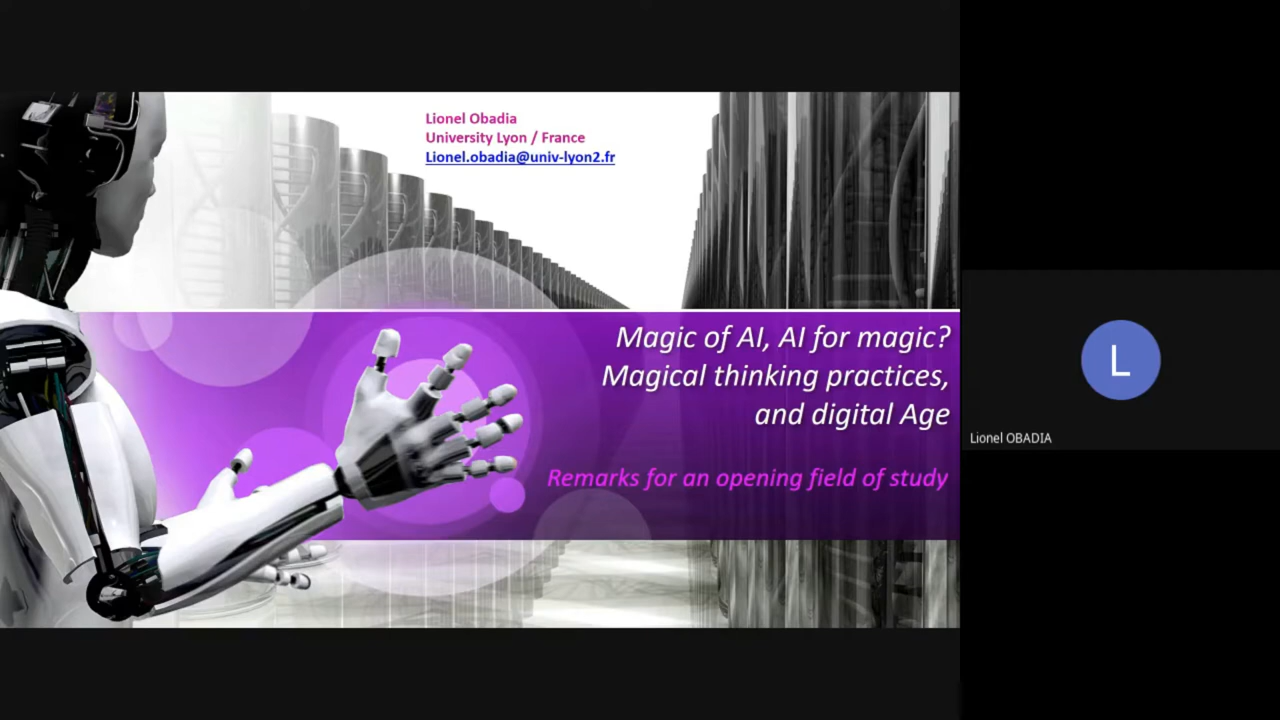 Lionel Obadia
University Lyon / France
Lionel.obadia@univ-lyon2.fr
Magic of AI, AI for magic?
Magical thinking practices,
and digital Age
Remarks for an opening field of study
L
Lionel OBADIA